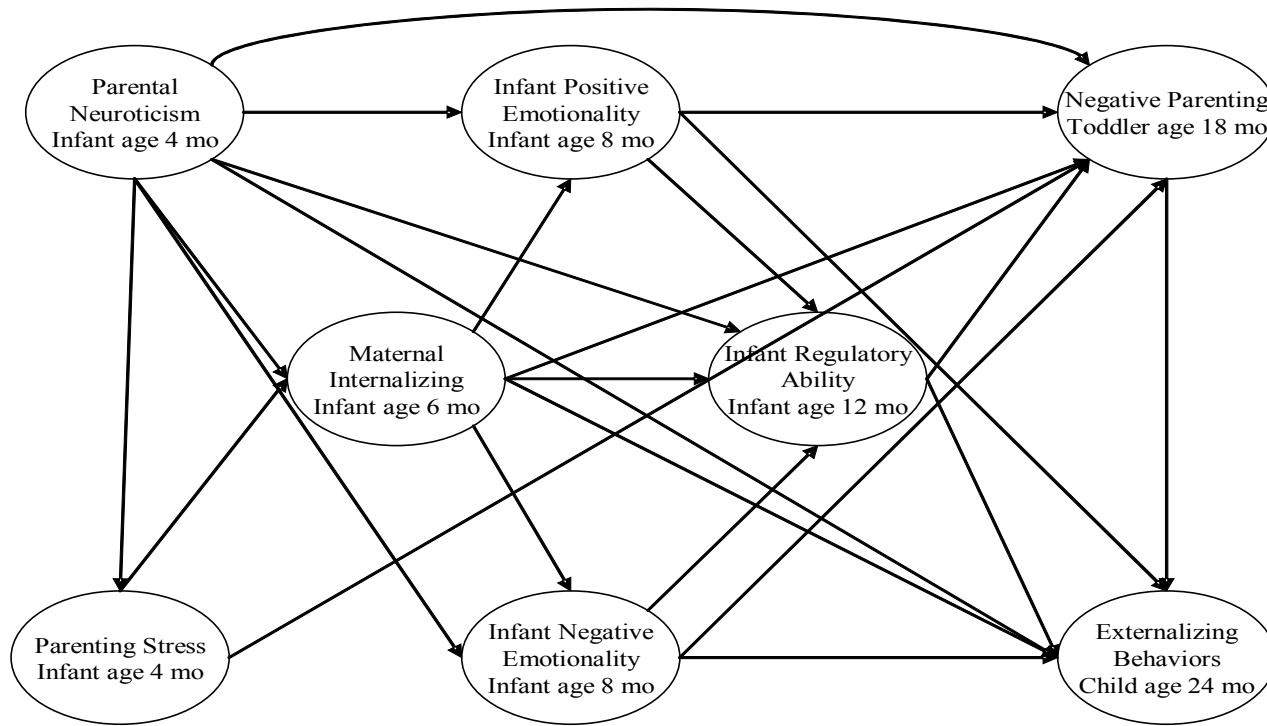 Parental
Neuroticism
Infant age 4 mo
Infant Positive
Emotionality
Infant age 8 mo
Negative Parenting
Toddler age 18 mo
Maternal
Internalizing
Infant age 6 mo
Infant Regulatory
Ability
Infant age 12 mo
Parenting Stress
Infant age 4 mo
Infant Negative
Emotionality
Infant age 8 mo
Externalizing
Behaviors
Child age 24 mo